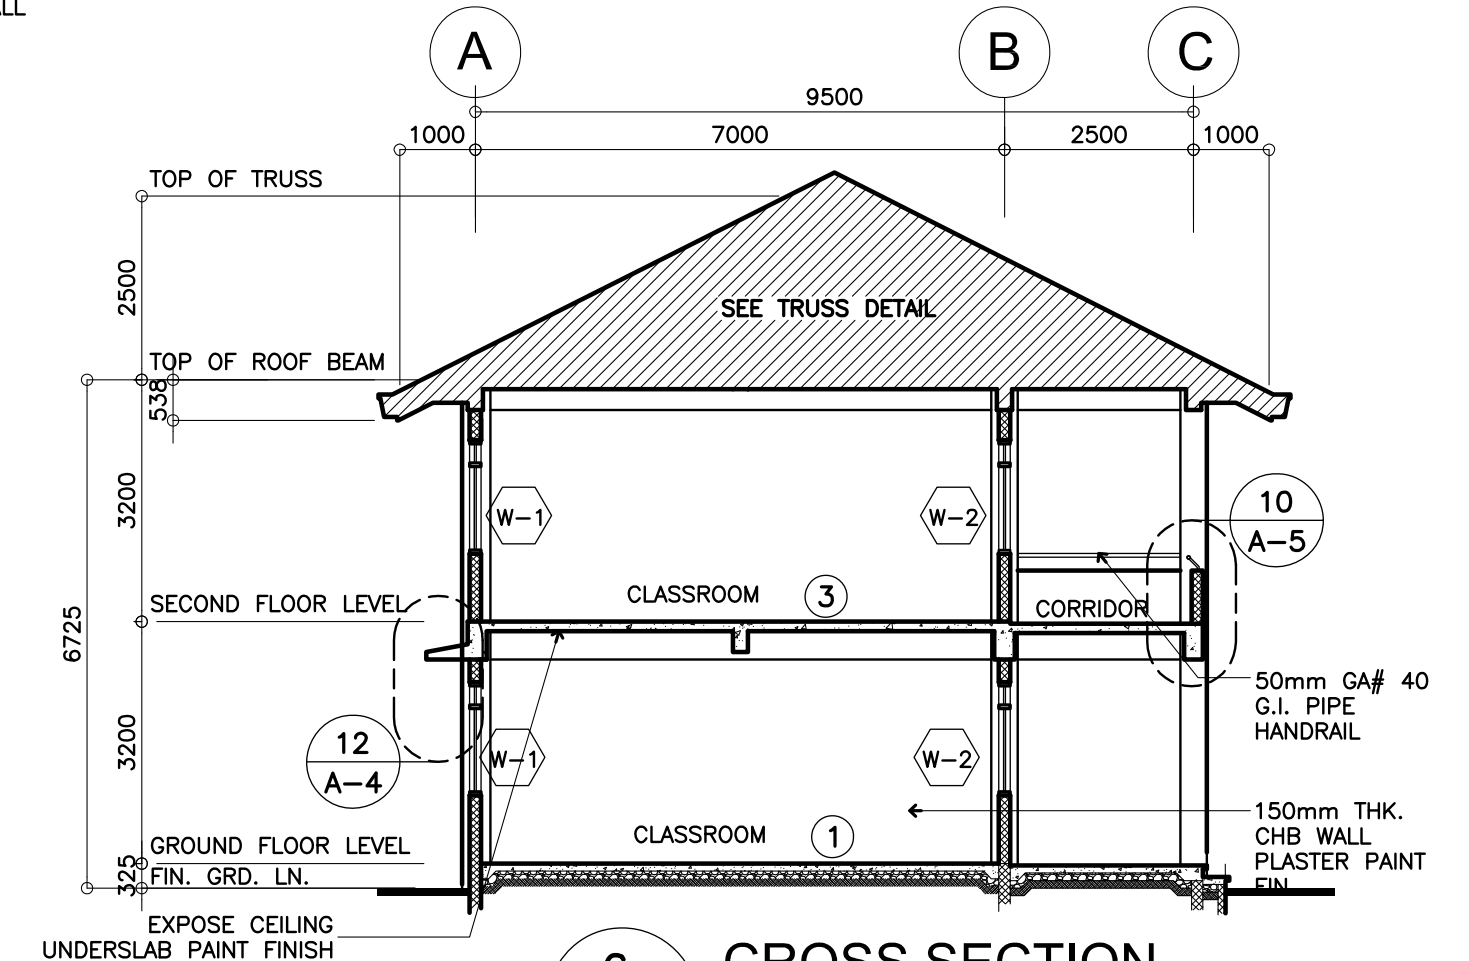 A
B
C
9500
1000
7000
2500
1000
TOP OF TRUSS
2500
SEE TRUSS DETAIL
TOP OF ROOF BEAM
538
3200
W-1
W-2
10
A-5
CLASSROOM
3
SECOND FLOOR LEVEL
CORRIDOR
6725
50mm GA# 40
G.I. PIPE
HANDRAIL
3200
12
A-4
W-1
W-2
150mm THK.
CHB WALL
PLASTER PAINT
FIN.
CLASSROOM
1
GROUND FLOOR LEVEL
325
FIN. GRD. LN.
EXPOSE CEILING
UNDERSLAB PAINT FINISH
CROSS SECTION